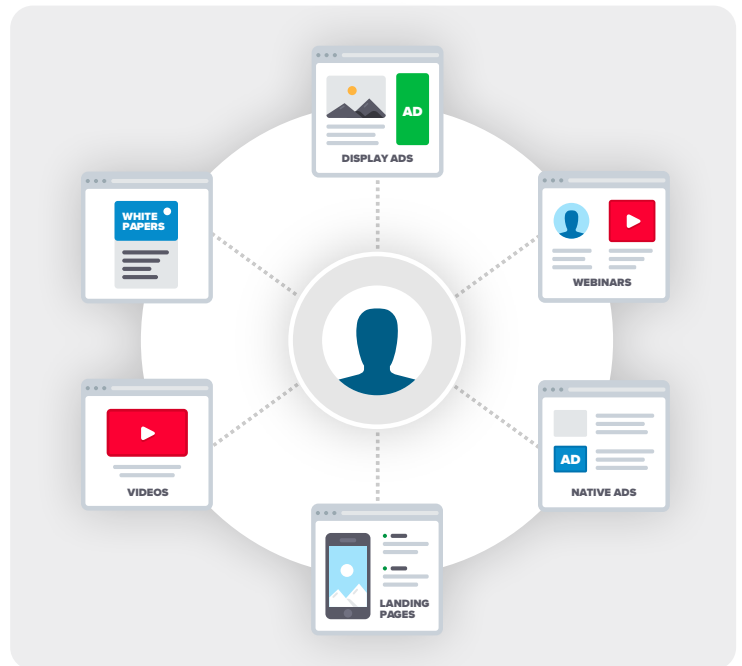 AD
DISPLAY ADS
WHITE
PAPERS
WEBINARS
VIDEOS
AD
NATIVE ADS
LANDING
PAGES